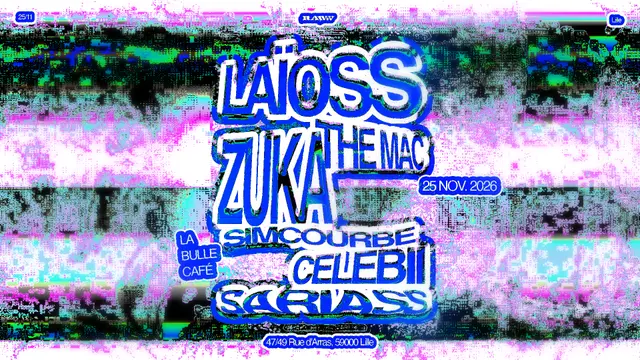 25/11
RAAW
Lille
LAÏOSS
ZUKA THE MAC
25 NOV. 2026
SIMCOURBE
LA
BULLE
CAFÉ
CELEBII
SARIASS
47/49 Rue d'Arras, 59000 Lille